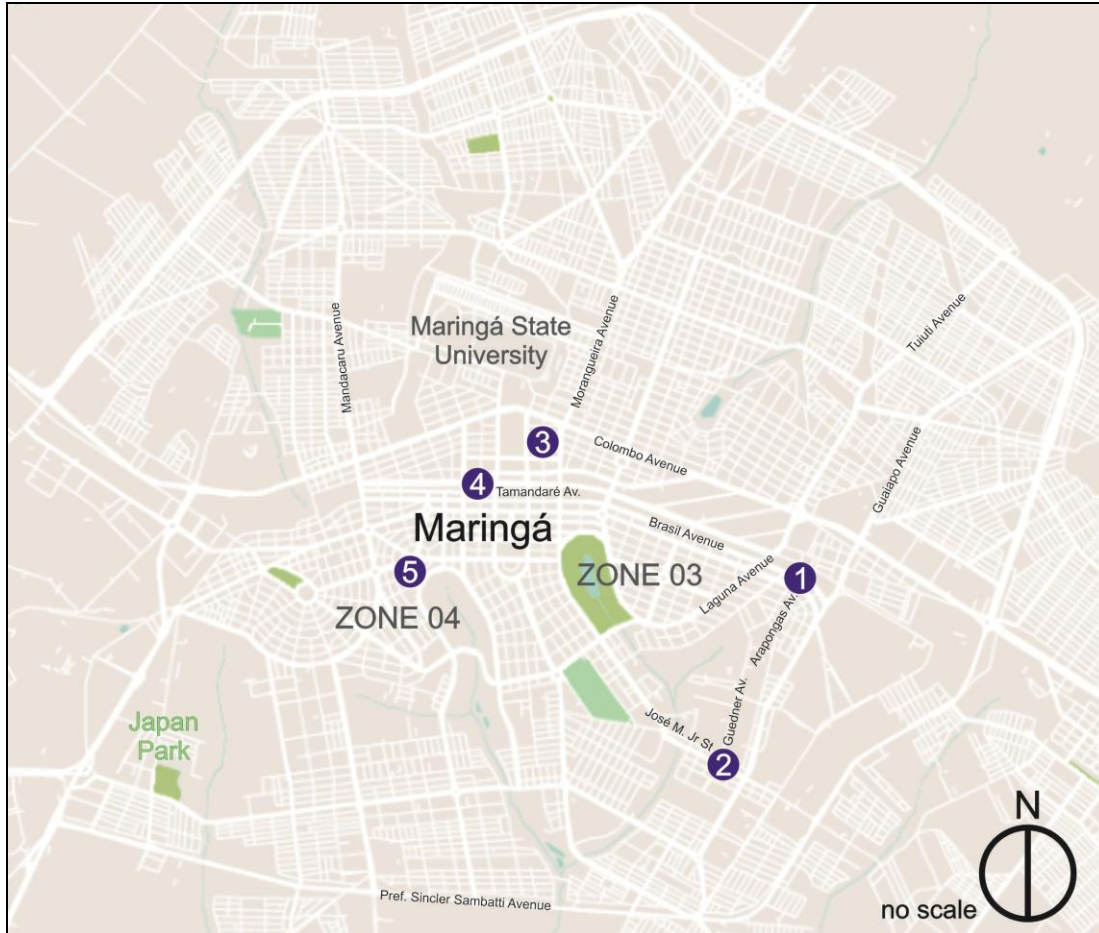 Maringá State
University
Mandacaru Avenue
Morangueira Avenue
Tuiuti Avenue
Guaiapo Avenue
3
Colombo Avenue
4
Tamandaré Av.
Maringá
Brasil Avenue
5
ZONE 03
1
Laguna Avenue
ZONE 04
Arapongas Av.
Guedner Av.
José M. Jr St
2
Japan
Park
N
no scale
Pref. Sincler Sambatti Avenue